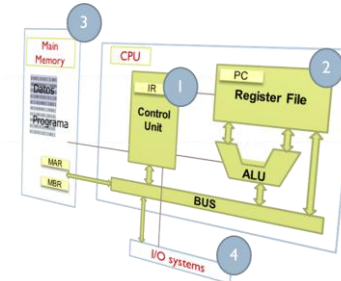 3
Main
Memory
Datos
Programa
MAR
MBR
CPU
1
IR
Control
Unit
2
PC
Register File
ALU
BUS
4
I/O systems